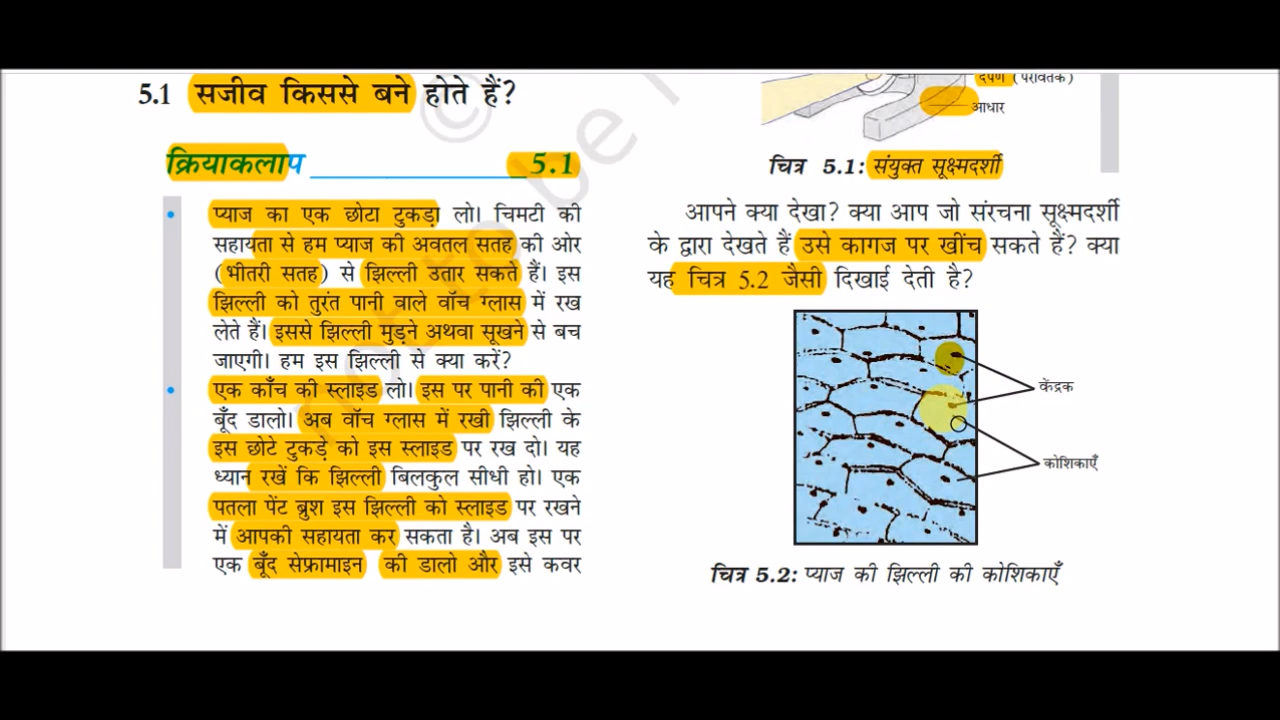 5.1 सजीव किससे बने होते हैं?
क्रियाकलाप 5.1
• प्याज का एक छोटा टुकड़ा लो। चिमटी की
सहायता से हम प्याज की अवतल सतह की ओर
(भीतरी सतह) से झिल्ली उतार सकते हैं। इस
झिल्ली को तुरंत पानी वाले वॉच ग्लास में रख
लेते हैं। इससे झिल्ली मुड़ने अथवा सूखने से बच
जाएगी। हम इस झिल्ली से क्या करें?
• एक काँच की स्लाइड लो। इस पर पानी की एक
बूँद डालो। अब वॉच ग्लास में रखी झिल्ली के
इस छोटे टुकड़े को इस स्लाइड पर रख दो। यह
ध्यान रखें कि झिल्ली बिलकुल सीधी हो। एक
पतला पेंट ब्रुश इस झिल्ली को स्लाइड पर रखने
में आपकी सहायता कर सकता है। अब इस पर
एक बूँद सेफ्रामाइन की डालो और इसे कवर
दर्पण (परावर्तक)
आधार
चित्र 5.1: संयुक्त सूक्ष्मदर्शी
आपने क्या देखा? क्या आप जो संरचना सूक्ष्मदर्शी
के द्वारा देखते हैं उसे कागज पर खींच सकते हैं? क्या
यह चित्र 5.2 जैसी दिखाई देती है?
केंद्रक
कोशिकाएँ
चित्र 5.2: प्याज की झिल्ली की कोशिकाएँ